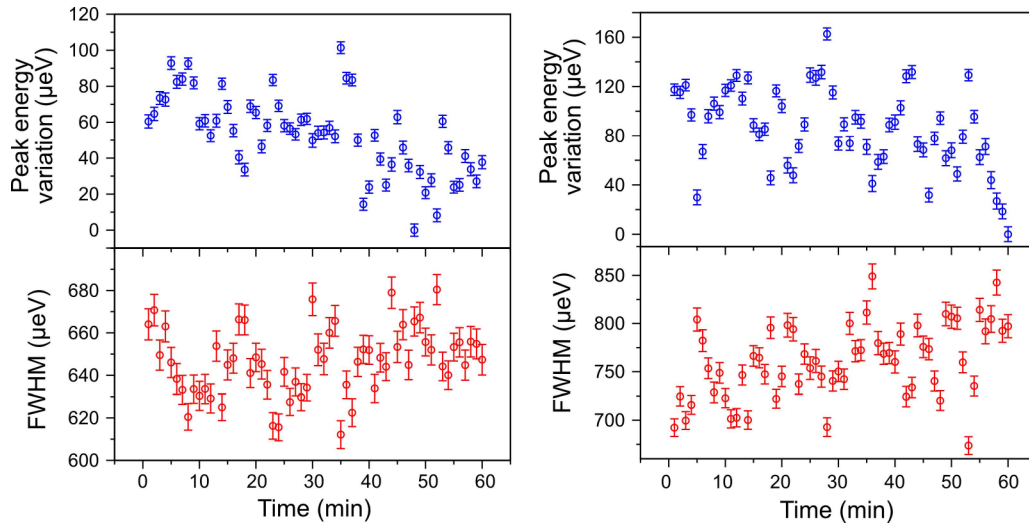 Peak energy
variation (µeV)
120
100
80
60
40
20
0
FWHM (µeV)
680
660
640
620
600
0 10 20 30 40 50 60
Time (min)
Peak energy
variation (µeV)
160
120
80
40
0
FWHM (µeV)
850
800
750
700
0 10 20 30 40 50 60
Time (min)